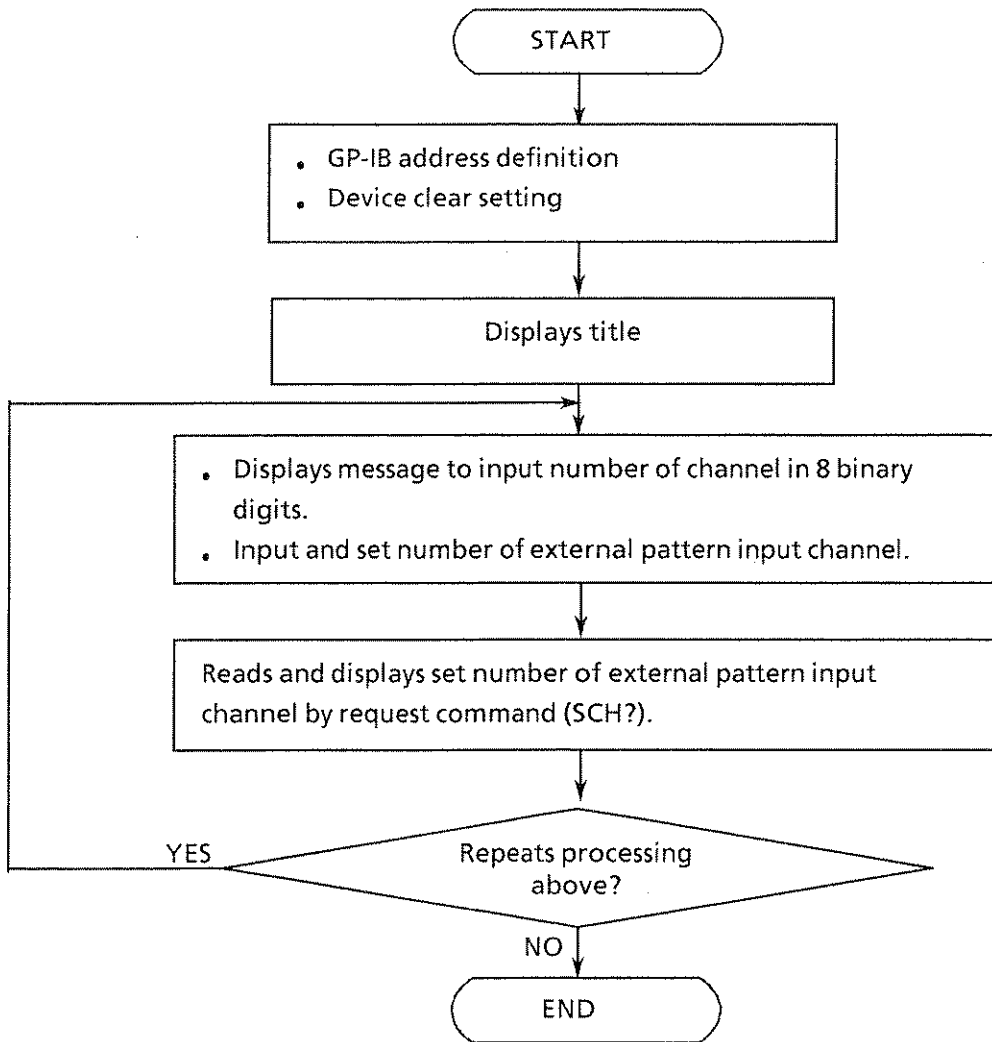 START
• GP-IB address definition
• Device clear setting
Displays title
• Displays message to input number of channel in 8 binary
digits.
• Input and set number of external pattern input channel.
Reads and displays set number of external pattern input
channel by request command (SCH?).
YES
Repeats processing
above?
NO
END